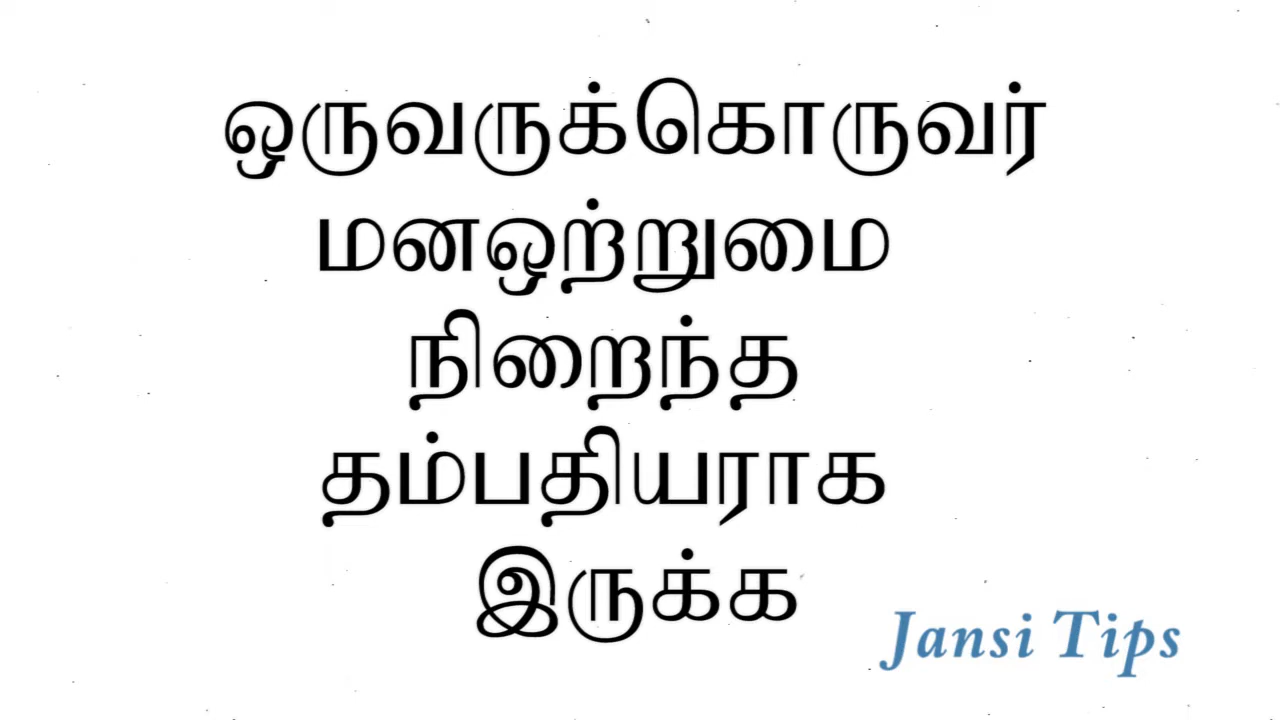 ஒருவருக்கொருவர்
மனஒற்றுமை
நிறைந்த
தம்பதியராக
இருக்க
Jansi Tips